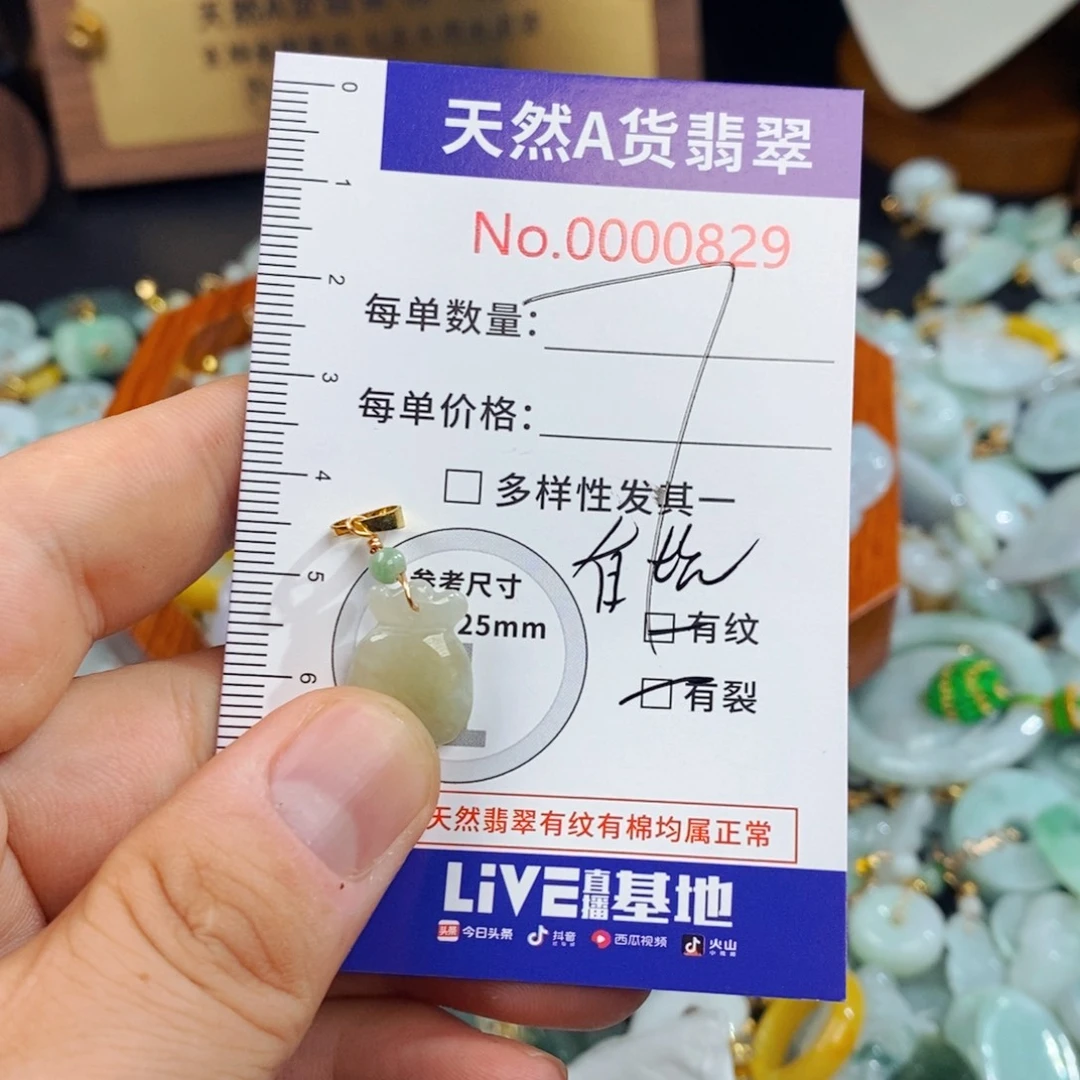 天然A货翡翠
No.0000829
每单数量:
每单价格:
多样性发其一
参考尺寸
25mm
有纹
有裂
天然翡翠有纹有棉均属正常
LiVE直播基地
头条 今日头条 抖音 西瓜视频 火山
0
1
2
3
4
5
6